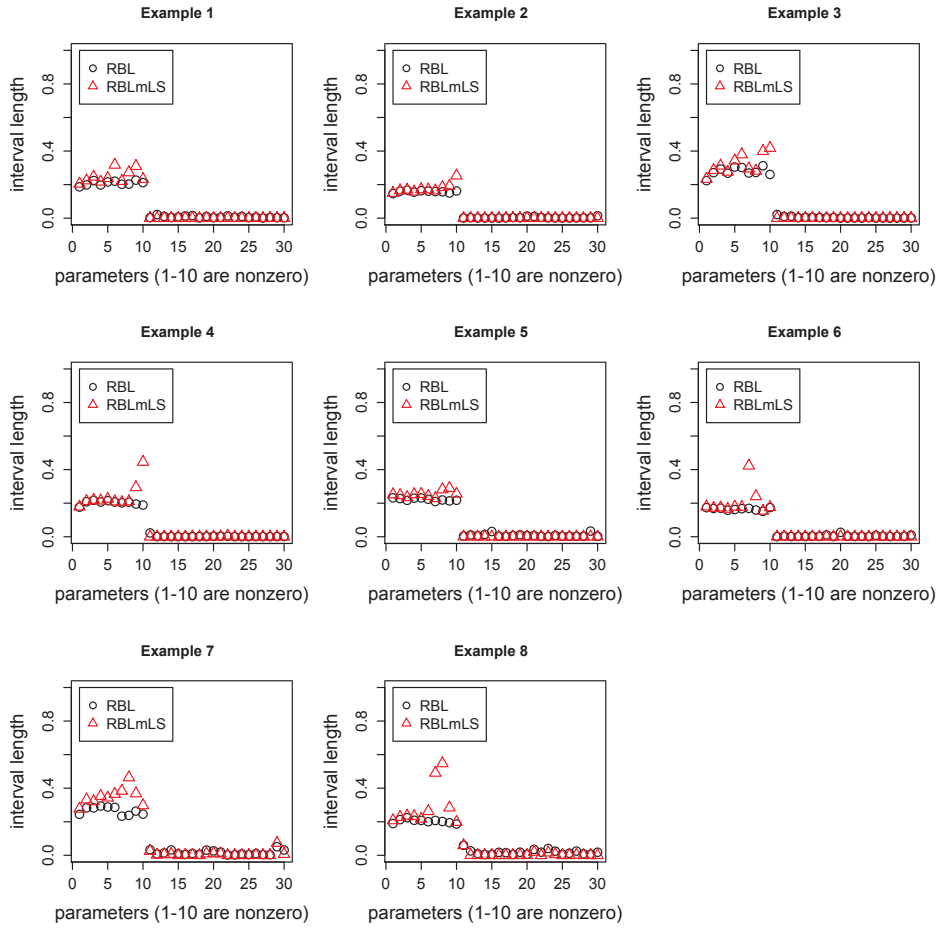 Example 1
RBL
RBLmLS
interval length
0.0 0.4 0.8
0 5 10 15 20 25 30
parameters (1-10 are nonzero)
Example 2
RBL
RBLmLS
interval length
0.0 0.4 0.8
0 5 10 15 20 25 30
parameters (1-10 are nonzero)
Example 3
RBL
RBLmLS
interval length
0.0 0.4 0.8
0 5 10 15 20 25 30
parameters (1-10 are nonzero)
Example 4
RBL
RBLmLS
interval length
0.0 0.4 0.8
0 5 10 15 20 25 30
parameters (1-10 are nonzero)
Example 5
RBL
RBLmLS
interval length
0.0 0.4 0.8
0 5 10 15 20 25 30
parameters (1-10 are nonzero)
Example 6
RBL
RBLmLS
interval length
0.0 0.4 0.8
0 5 10 15 20 25 30
parameters (1-10 are nonzero)
Example 7
RBL
RBLmLS
interval length
0.0 0.4 0.8
0 5 10 15 20 25 30
parameters (1-10 are nonzero)
Example 8
RBL
RBLmLS
interval length
0.0 0.4 0.8
0 5 10 15 20 25 30
parameters (1-10 are nonzero)